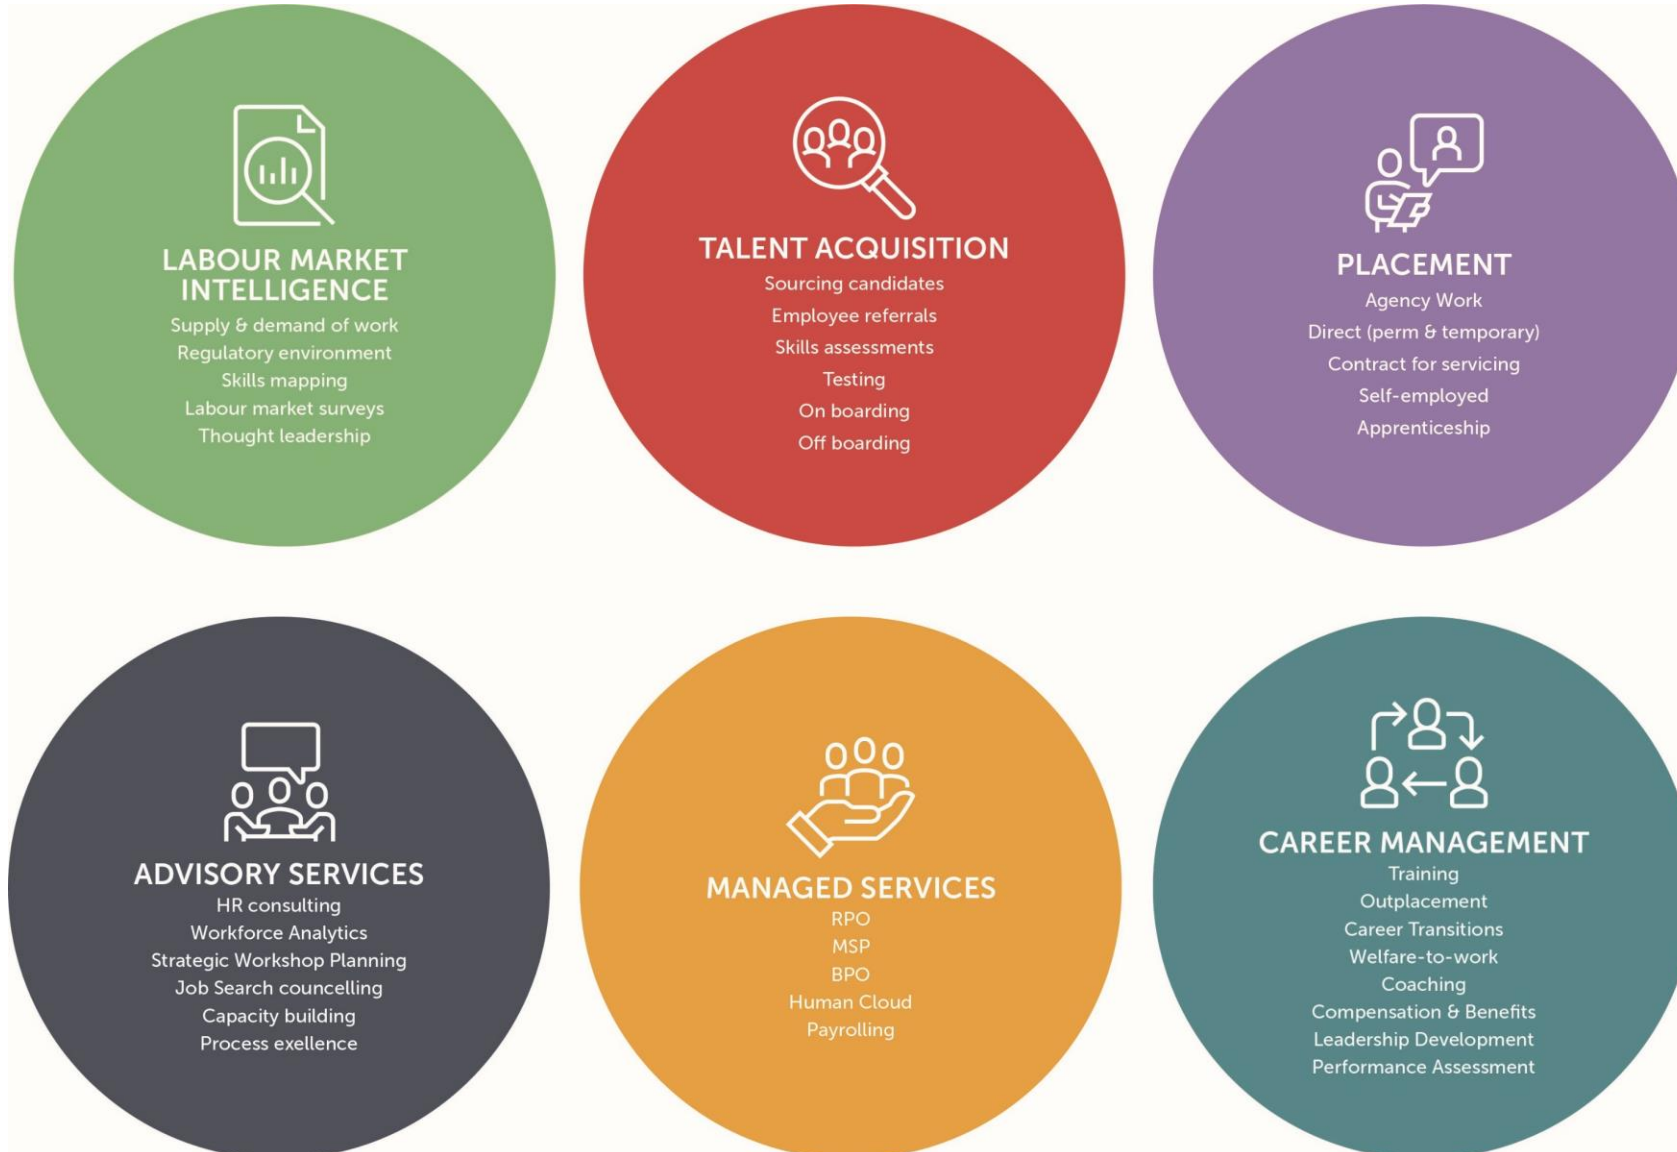 LABOUR MARKET
INTELLIGENCE
Supply & demand of work
Regulatory environment
Skills mapping
Labour market surveys
Thought leadership
TALENT ACQUISITION
Sourcing candidates
Employee referrals
Skills assessments
Testing
On boarding
Off boarding
PLACEMENT
Agency Work
Direct (perm & temporary)
Contract for servicing
Self-employed
Apprenticeship
ADVISORY SERVICES
HR consulting
Workforce Analytics
Strategic Workshop Planning
Job Search councelling
Capacity building
Process exellence
MANAGED SERVICES
RPO
MSP
BPO
Human Cloud
Payrolling
CAREER MANAGEMENT
Training
Outplacement
Career Transitions
Welfare-to-work
Coaching
Compensation & Benefits
Leadership Development
Performance Assessment